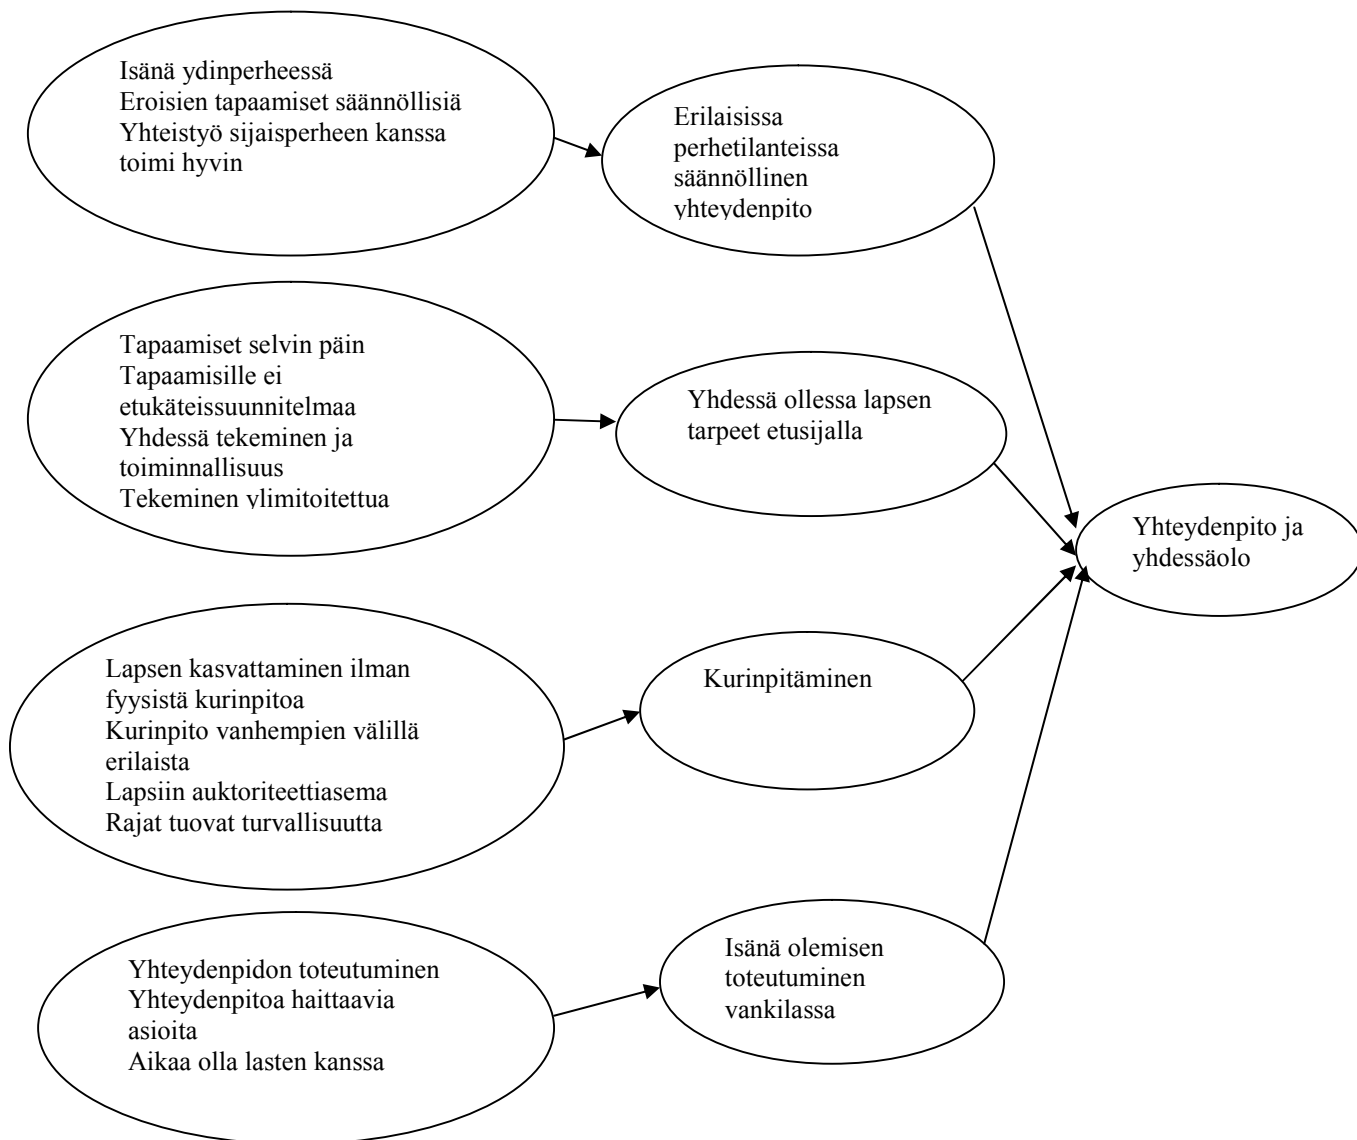 Isänä ydinperheessä
Eroisien tapaamiset säännöllisiä
Yhteistyö sijaisperheen kanssa
toimi hyvin
Erilaisissa
perhetilanteissa
säännöllinen
yhteydenpito
Tapaamiset selvin päin
Tapaamisille ei
etukäteissuunnitelmaa
Yhdessä tekeminen ja
toiminnallisuus
Tekeminen ylimitoitettua
Yhdessä ollessa lapsen
tarpeet etusijalla
Yhteydenpito ja
yhdessäolo
Lapsen kasvattaminen ilman
fyysistä kurinpitoa
Kurinpito vanhempien välillä
erilaista
Lapsiin auktoriteettiasema
Rajat tuovat turvallisuutta
Kurinpitäminen
Yhteydenpidon toteutuminen
Yhteydenpitoa haittaavia
asioita
Aikaa olla lasten kanssa
Isänä olemisen
toteutuminen
vankilassa